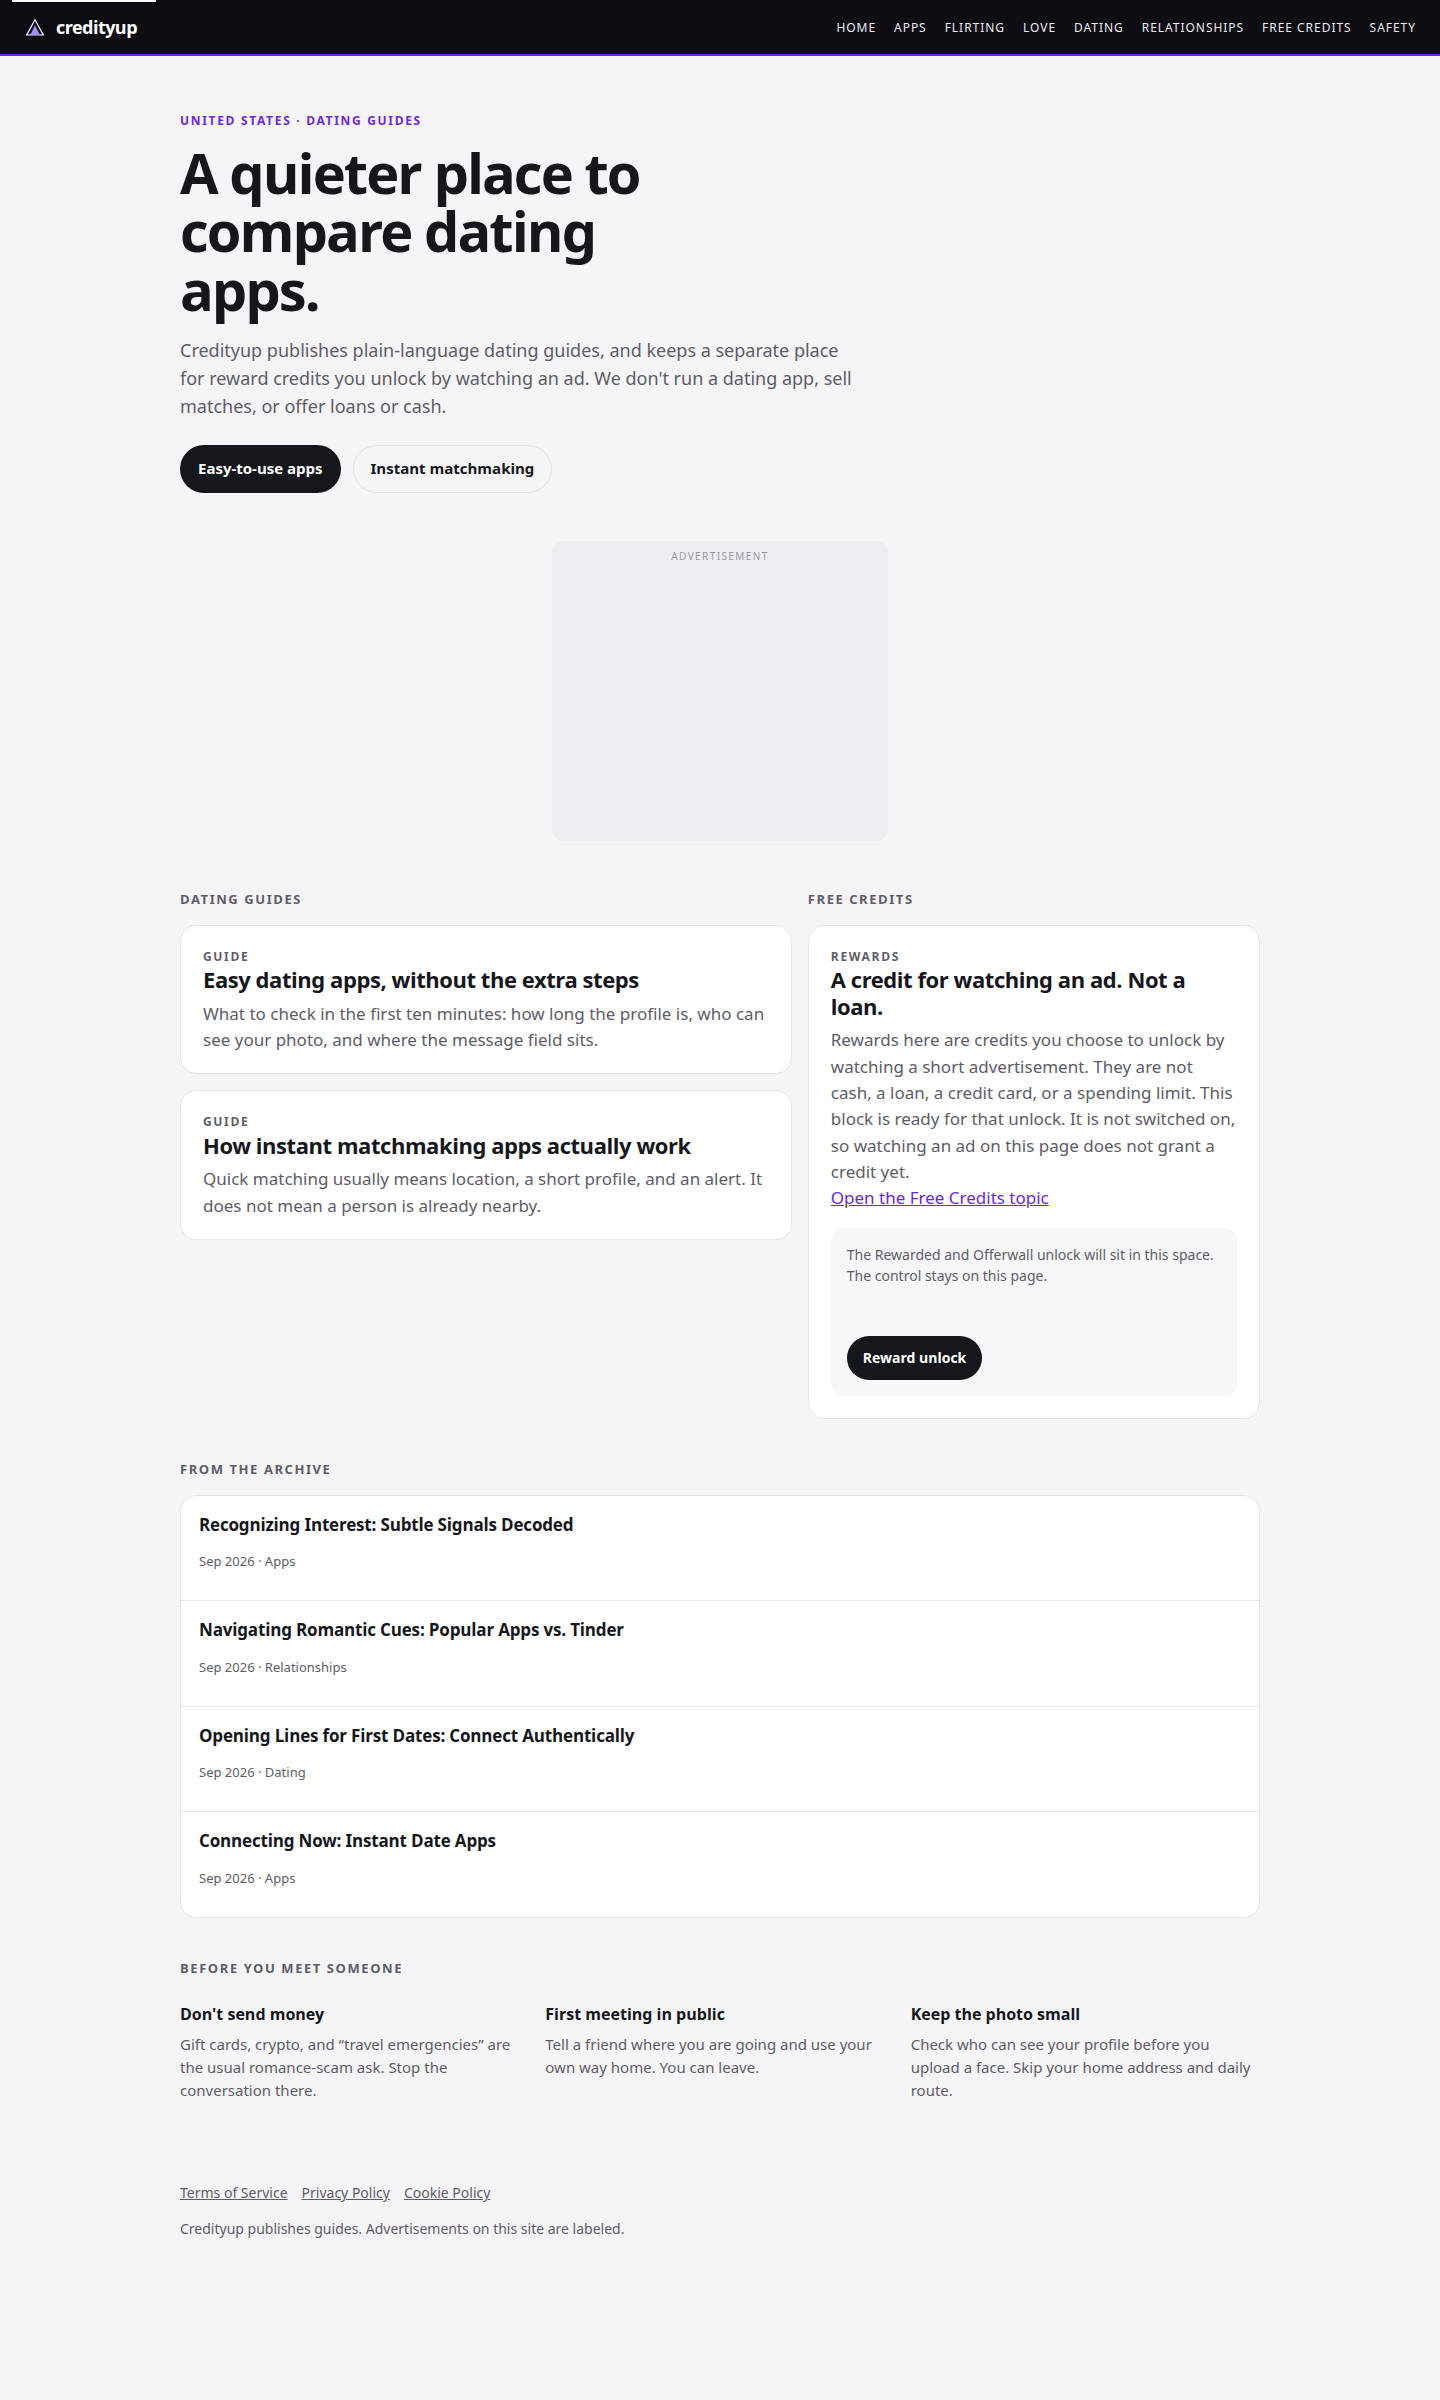 credityup
HOME APPS FLIRTING LOVE DATING RELATIONSHIPS FREE CREDITS SAFETY
UNITED STATES · DATING GUIDES
A quieter place to
compare dating
apps.
Credityup publishes plain-language dating guides, and keeps a separate place
for reward credits you unlock by watching an ad. We don't run a dating app, sell
matches, or offer loans or cash.
Easy-to-use apps
Instant matchmaking
ADVERTISEMENT
DATING GUIDES
GUIDE
Easy dating apps, without the extra steps
What to check in the first ten minutes: how long the profile is, who can
see your photo, and where the message field sits.
GUIDE
How instant matchmaking apps actually work
Quick matching usually means location, a short profile, and an alert. It
does not mean a person is already nearby.
FREE CREDITS
REWARDS
A credit for watching an ad. Not a
loan.
Rewards here are credits you choose to unlock by
watching a short advertisement. They are not
cash, a loan, a credit card, or a spending limit. This
block is ready for that unlock. It is not switched on,
so watching an ad on this page does not grant a
credit yet.
Open the Free Credits topic
The Rewarded and Offerwall unlock will sit in this space.
The control stays on this page.
Reward unlock
FROM THE ARCHIVE
Recognizing Interest: Subtle Signals Decoded
Sep 2026 · Apps
Navigating Romantic Cues: Popular Apps vs. Tinder
Sep 2026 · Relationships
Opening Lines for First Dates: Connect Authentically
Sep 2026 · Dating
Connecting Now: Instant Date Apps
Sep 2026 · Apps
BEFORE YOU MEET SOMEONE
Don't send money
Gift cards, crypto, and “travel emergencies” are
the usual romance-scam ask. Stop the
conversation there.
First meeting in public
Tell a friend where you are going and use your
own way home. You can leave.
Keep the photo small
Check who can see your profile before you
upload a face. Skip your home address and daily
route.
Terms of Service Privacy Policy Cookie Policy
Credityup publishes guides. Advertisements on this site are labeled.